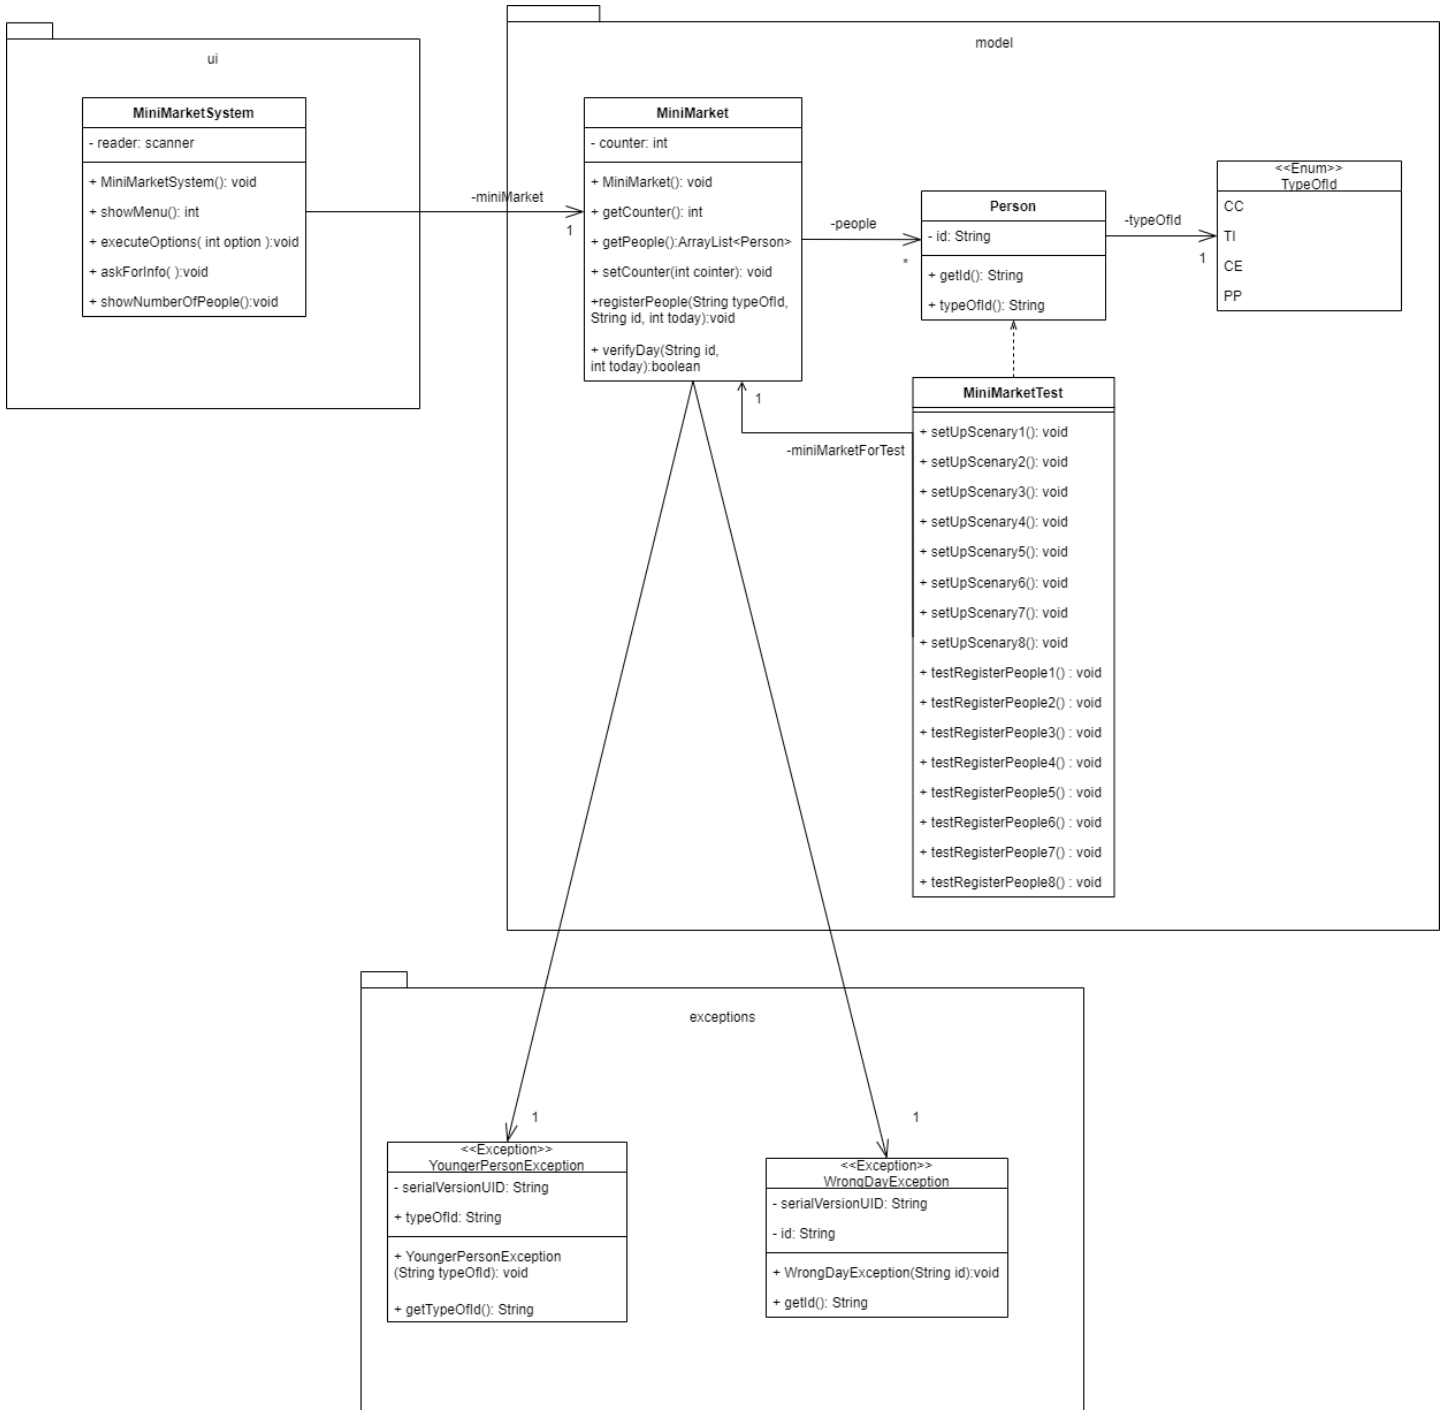 ui
MiniMarketSystem
- reader: scanner
+ MiniMarketSystem(): void
+ showMenu(): int
+ executeOptions( int option ):void
+ askForInfo( ):void
+ showNumberOfPeople():void
-miniMarket
1
model
MiniMarket
- counter: int
+ MiniMarket(): void
+ getCounter(): int
+ getPeople():ArrayList<Person>
+ setCounter(int cointer): void
+registerPeople(String typeOfId,
String id, int today):void
+ verifyDay(String id,
int today):boolean
-people
*
Person
- id: String
+ getId(): String
+ typeOfId(): String
-typeOfId
1
<<Enum>>
TypeOfId
CC
TI
CE
PP
1
-miniMarketForTest
MiniMarketTest
+ setUpScenary1(): void
+ setUpScenary2(): void
+ setUpScenary3(): void
+ setUpScenary4(): void
+ setUpScenary5(): void
+ setUpScenary6(): void
+ setUpScenary7(): void
+ setUpScenary8(): void
+ testRegisterPeople1() : void
+ testRegisterPeople2() : void
+ testRegisterPeople3() : void
+ testRegisterPeople4() : void
+ testRegisterPeople5() : void
+ testRegisterPeople6() : void
+ testRegisterPeople7() : void
+ testRegisterPeople8() : void
exceptions
1
<<Exception>>
YoungerPersonException
- serialVersionUID: String
+ typeOfId: String
+ YoungerPersonException
(String typeOfId): void
+ getTypeOfId(): String
1
<<Exception>>
WrongDayException
- serialVersionUID: String
- id: String
+ WrongDayException(String id):void
+ getId(): String